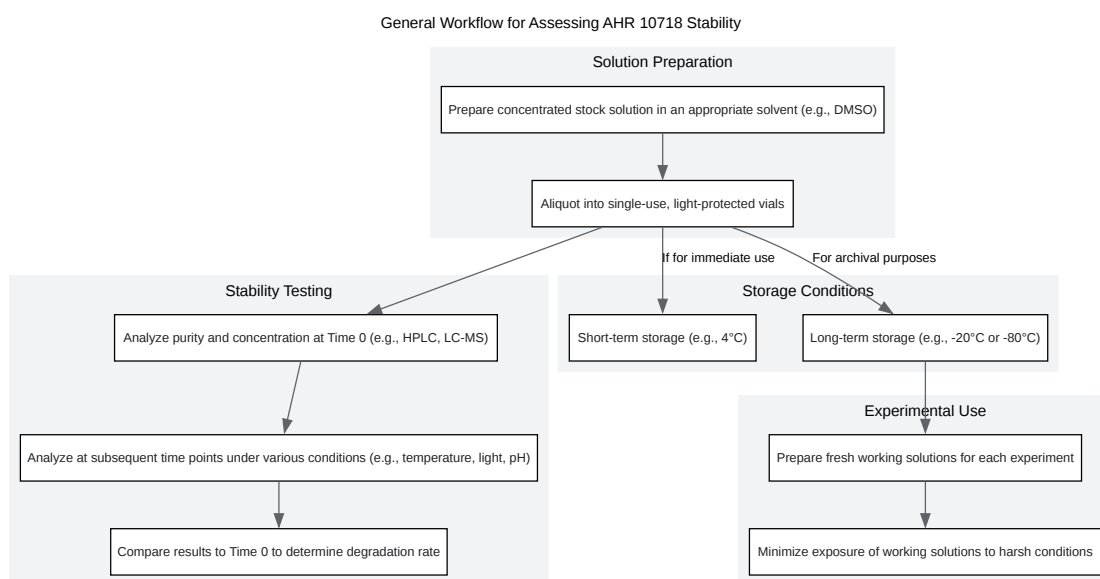 General Workflow for Assessing AHR 10718 Stability
Solution Preparation
Prepare concentrated stock solution in an appropriate solvent (e.g., DMSO)
Aliquot into single-use, light-protected vials
If for immediate use
For archival purposes
Stability Testing
Analyze purity and concentration at Time 0 (e.g., HPLC, LC-MS)
Analyze at subsequent time points under various conditions (e.g., temperature, light, pH)
Compare results to Time 0 to determine degradation rate
Storage Conditions
Short-term storage (e.g., 4°C)
Long-term storage (e.g., -20°C or -80°C)
Experimental Use
Prepare fresh working solutions for each experiment
Minimize exposure of working solutions to harsh conditions